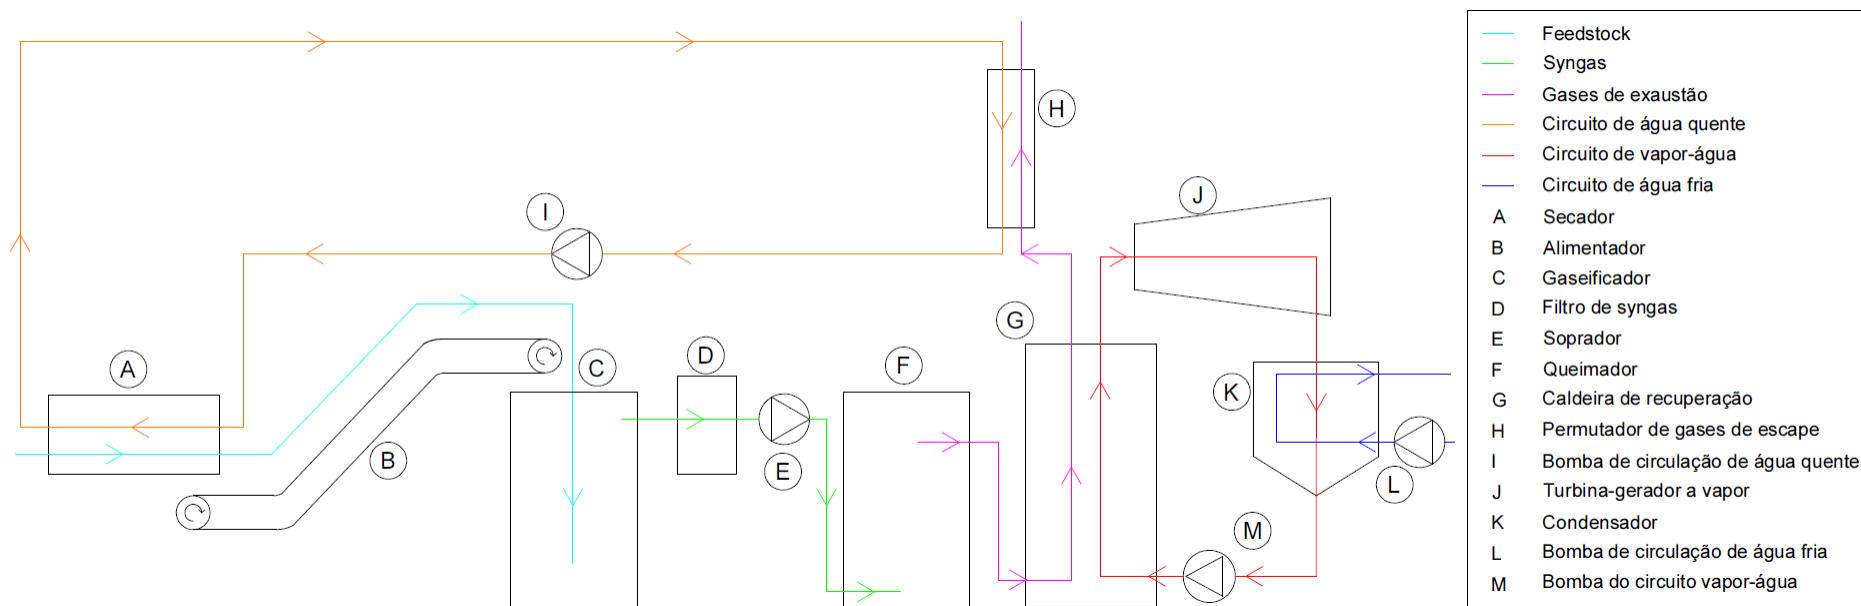 H
J
I
G
A
D
C
F
K
B
E
L
M
Feedstock
Syngas
Gases de exaustão
Circuito de água quente
Circuito de vapor-água
Circuito de água fria
A Secador
B Alimentador
C Gaseificador
D Filtro de syngas
E Soprador
F Queimador
G Caldeira de recuperação
H Permutador de gases de escape
I Bomba de circulação de água quente
J Turbina-gerador a vapor
K Condensador
L Bomba de circulação de água fria
M Bomba do circuito vapor-água